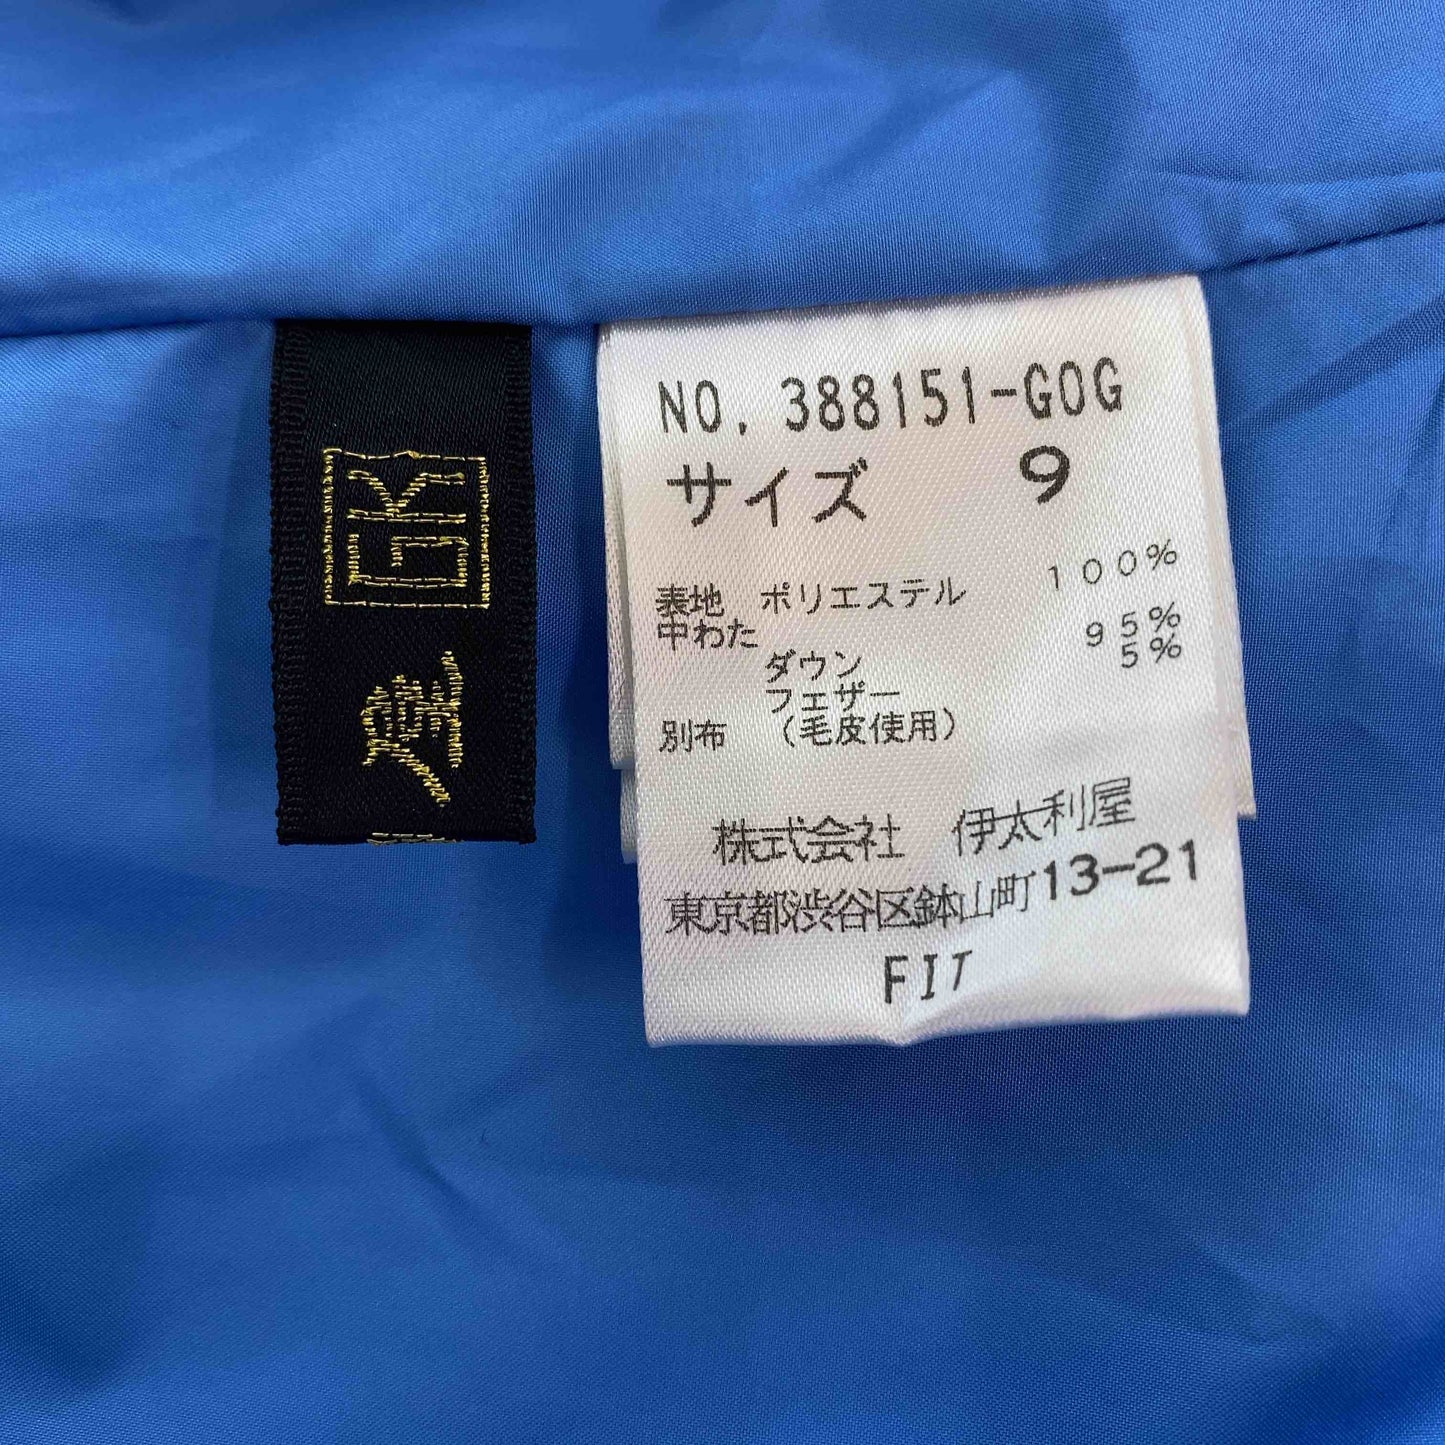 NO. 388151-GOG
サイズ 9
表地 ポリエステル 100%
中わた
ダウン 95%
フェザー 5%
別布 (毛皮使用)
株式会社 伊太利屋
東京都渋谷区鉢山町13-21
FIT
GK